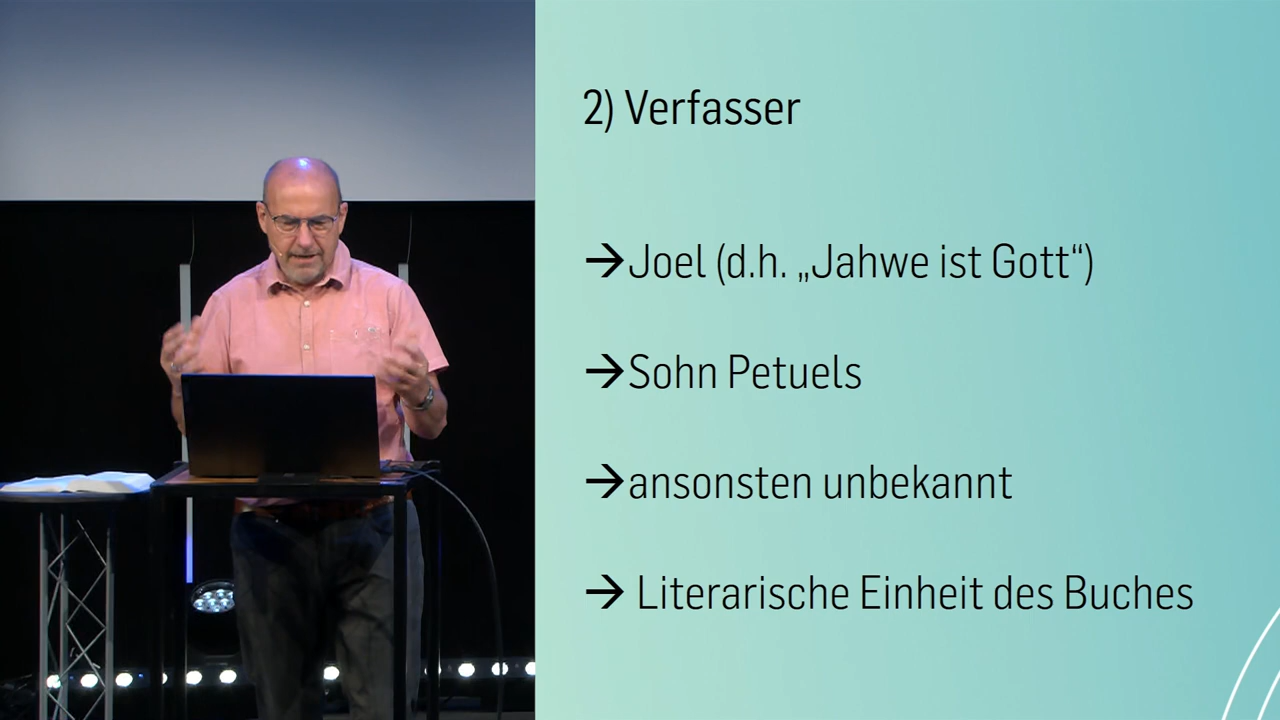 2) Verfasser
→Joel (d.h. „Jahwe ist Gott“)
→Sohn Petuels
→ansonsten unbekannt
→ Literarische Einheit des Buches